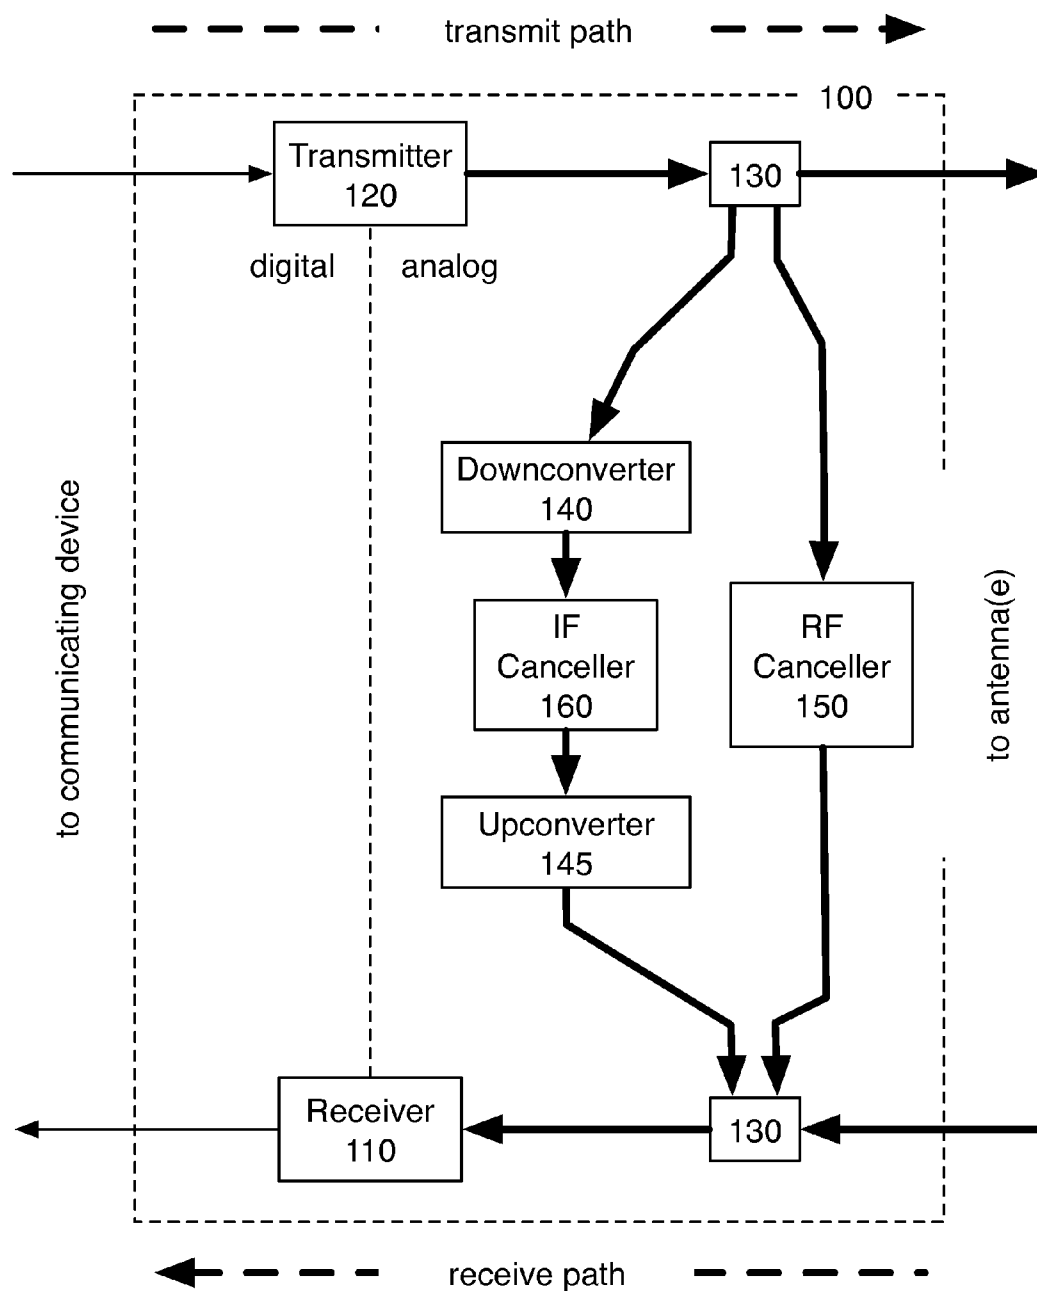 transmit path
100
Transmitter
120
130
digital
analog
Downconverter
140
IF
Canceller
160
RF
Canceller
150
Upconverter
145
to communicating device
to antenna(e)
Receiver
110
130
receive path